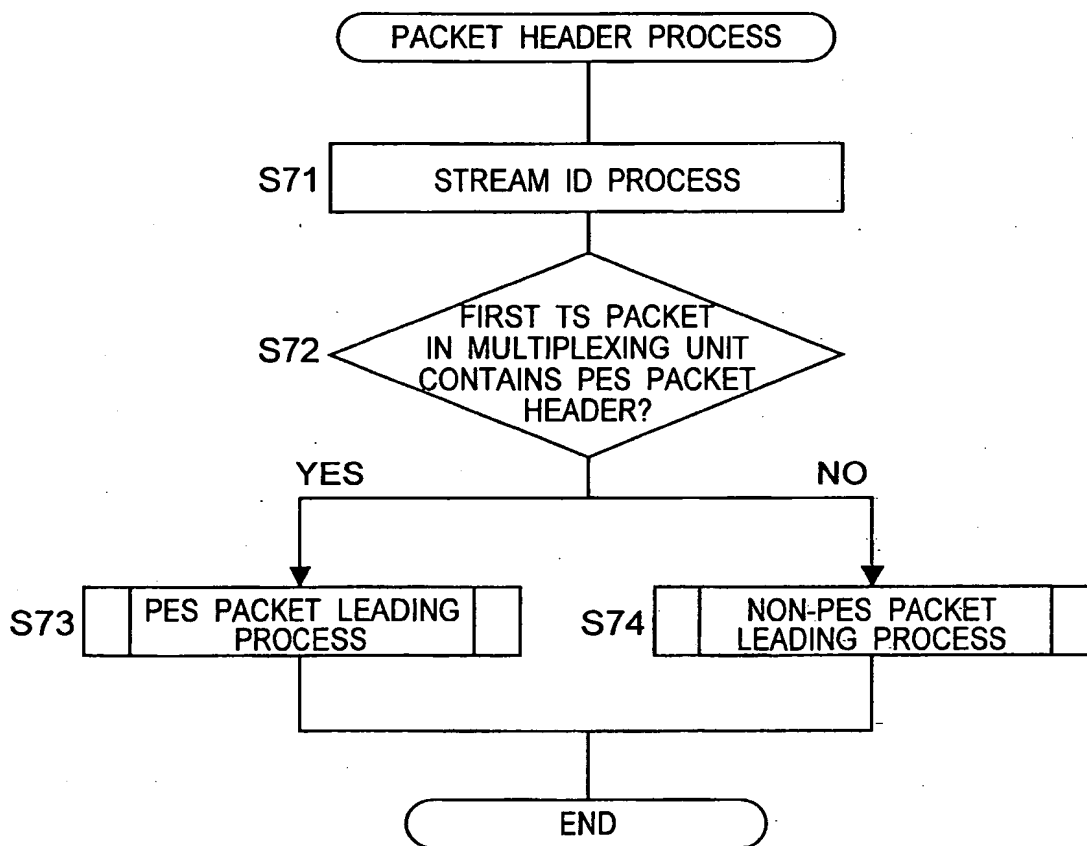 PACKET HEADER PROCESS
S71
STREAM ID PROCESS
S72
FIRST TS PACKET
IN MULTIPLEXING UNIT
CONTAINS PES PACKET
HEADER?
YES
NO
S73
PES PACKET LEADING
PROCESS
S74
NON-PES PACKET
LEADING PROCESS
END